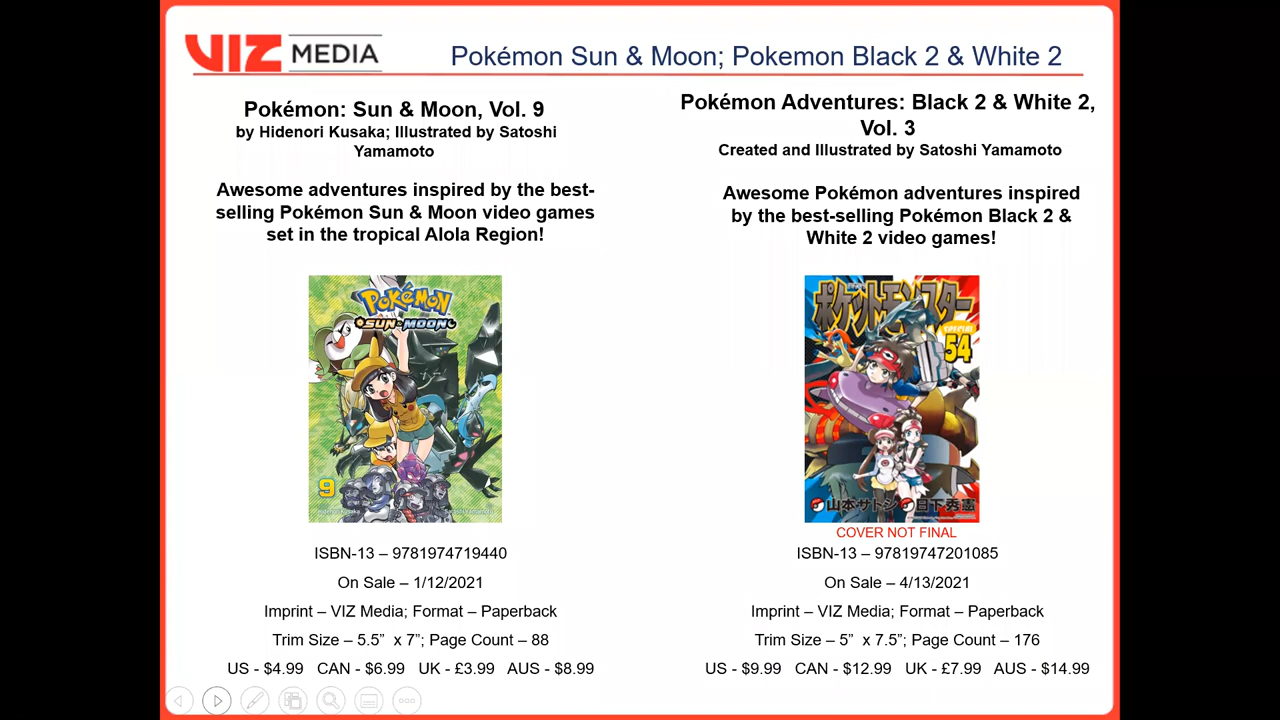 VIZ MEDIA
Pokémon Sun & Moon; Pokemon Black 2 & White 2
Pokémon: Sun & Moon, Vol. 9
by Hidenori Kusaka; Illustrated by Satoshi
Yamamoto
Awesome adventures inspired by the best-
selling Pokémon Sun & Moon video games
set in the tropical Alola Region!
POKéMON
SUN & MOON
9
Hidenori Kusaka
Satoshi Yamamoto
ISBN-13 – 9781974719440
On Sale – 1/12/2021
Imprint – VIZ Media; Format – Paperback
Trim Size – 5.5” x 7”; Page Count – 88
US - $4.99 CAN - $6.99 UK - £3.99 AUS - $8.99
Pokémon Adventures: Black 2 & White 2,
Vol. 3
Created and Illustrated by Satoshi Yamamoto
Awesome Pokémon adventures inspired
by the best-selling Pokémon Black 2 &
White 2 video games!
ポケットモンスター
SPECIAL
54
山本サトシ 日下秀憲
COVER NOT FINAL
ISBN-13 – 97819747201085
On Sale – 4/13/2021
Imprint – VIZ Media; Format – Paperback
Trim Size – 5” x 7.5”; Page Count – 176
US - $9.99 CAN - $12.99 UK - £7.99 AUS - $14.99